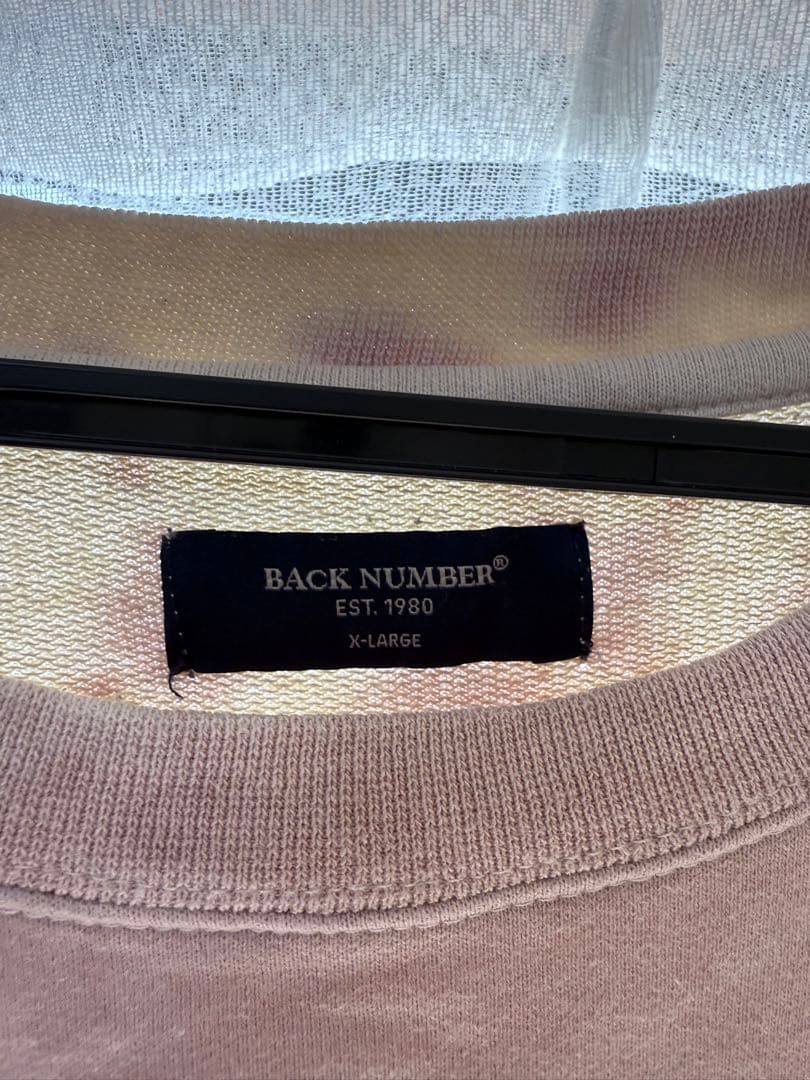 BACK NUMBER®
EST. 1980
X-LARGE